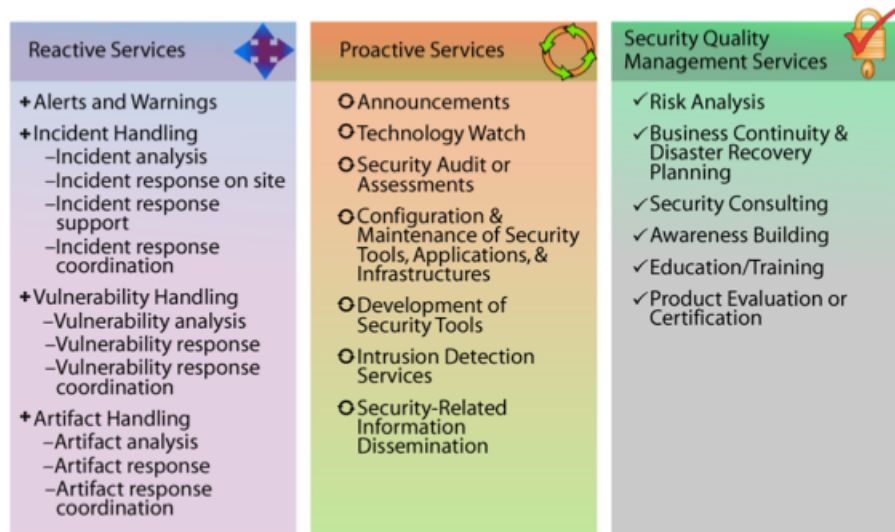 Reactive Services
+Alerts and Warnings
+Incident Handling
–Incident analysis
–Incident response on site
–Incident response
support
–Incident response
coordination
+Vulnerability Handling
–Vulnerability analysis
–Vulnerability response
–Vulnerability response
coordination
+Artifact Handling
–Artifact analysis
–Artifact response
–Artifact response
coordination
Proactive Services
Announcements
Technology Watch
Security Audit or
Assessments
Configuration &
Maintenance of Security
Tools, Applications, &
Infrastructures
Development of
Security Tools
Intrusion Detection
Services
Security-Related
Information
Dissemination
Security Quality
Management Services
✓Risk Analysis
✓Business Continuity &
Disaster Recovery
Planning
✓Security Consulting
✓Awareness Building
✓Education/Training
✓Product Evaluation or
Certification